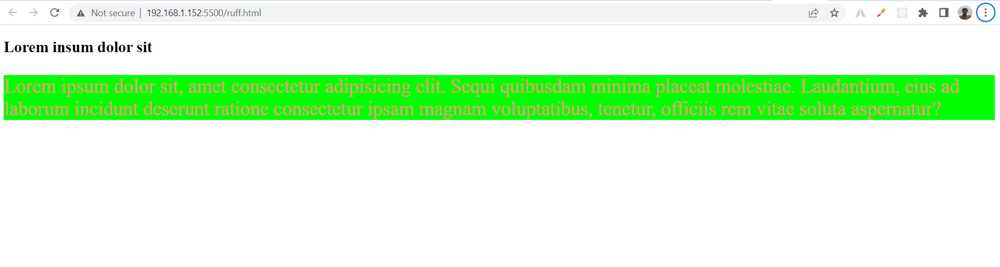 Not secure | 192.168.1.152:5500/ruff.html
Lorem insum dolor sit
Lorem ipsum dolor sit, amet consectetur adipisicing elit. Sequi quibusdam minima placeat molestiae. Laudantium, eius ad
laborum incidunt deserunt ratione consectetur ipsam magnam voluptatibus, tenetur, officiis rem vitae soluta aspernatur?